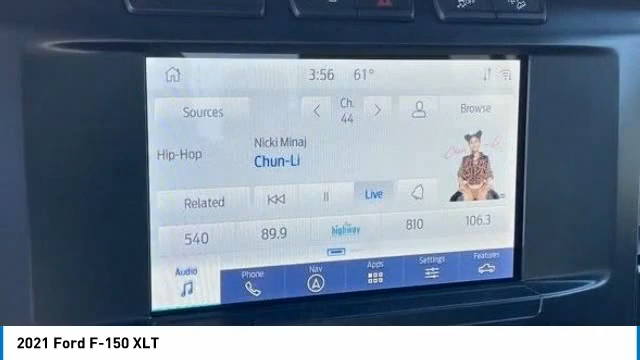 3:56 61°
Sources
Ch.
44
Browse
Hip-Hop
Nicki Minaj
Chun-Li
Related
Live
540
89.9
highway
810
106.3
Audio
Phone
Nav
Apps
Settings
Features
2021 Ford F-150 XLT